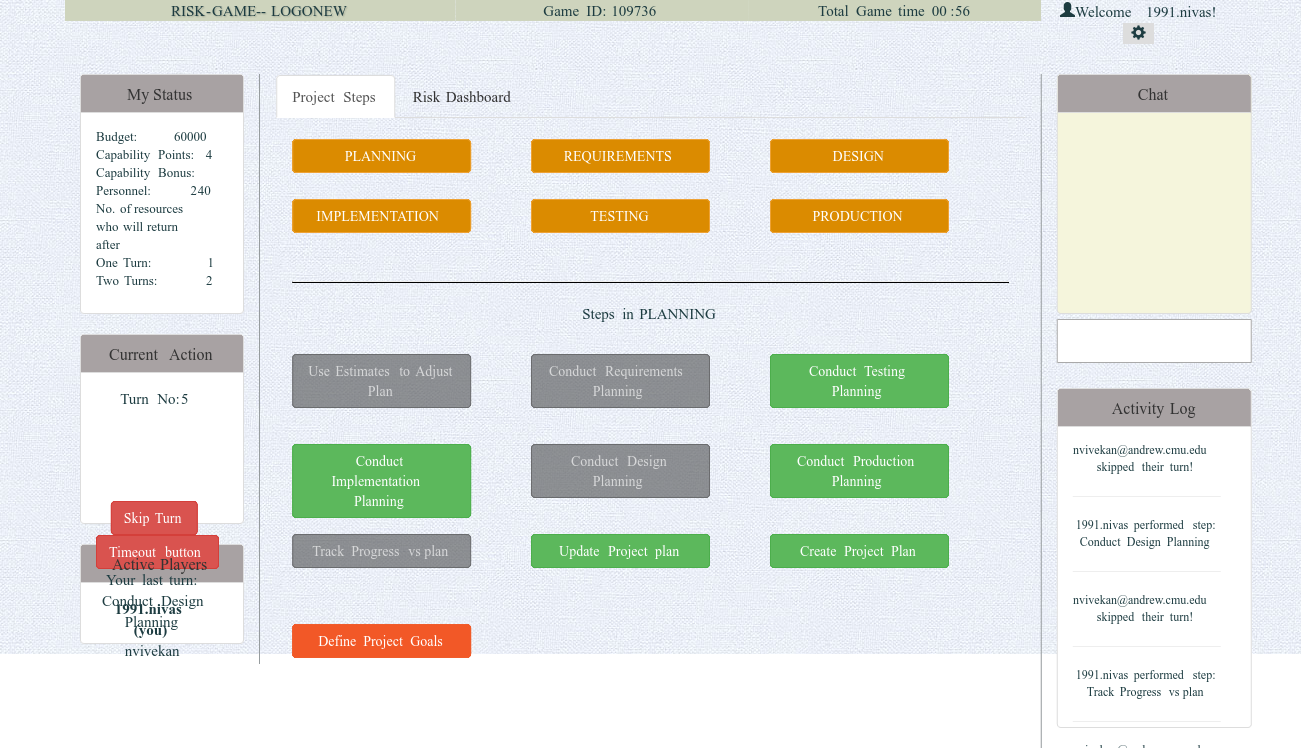 RISK-GAME-- LOGONEW
Game ID: 109736
Total Game time 00 :56
Welcome 1991.nivas!
My Status
Budget: 60000
Capability Points: 4
Capability Bonus:
Personnel: 240
No. of resources
who will return
after
One Turn: 1
Two Turns: 2
Current Action
Turn No: 5
Skip Turn
Timeout button
Active Players
Your last turn:
Conduct Design
Planning
1991.nivas
(you)
nvivekan
Project Steps
Risk Dashboard
PLANNING
REQUIREMENTS
DESIGN
IMPLEMENTATION
TESTING
PRODUCTION
Steps in PLANNING
Use Estimates to Adjust
Plan
Conduct Requirements
Planning
Conduct Testing
Planning
Conduct
Implementation
Planning
Conduct Design
Planning
Conduct Production
Planning
Track Progress vs plan
Update Project plan
Create Project Plan
Define Project Goals
Chat
Activity Log
nvivekan@andrew.cmu.edu
skipped their turn!
1991.nivas performed step:
Conduct Design Planning
nvivekan@andrew.cmu.edu
skipped their turn!
1991.nivas performed step:
Track Progress vs plan